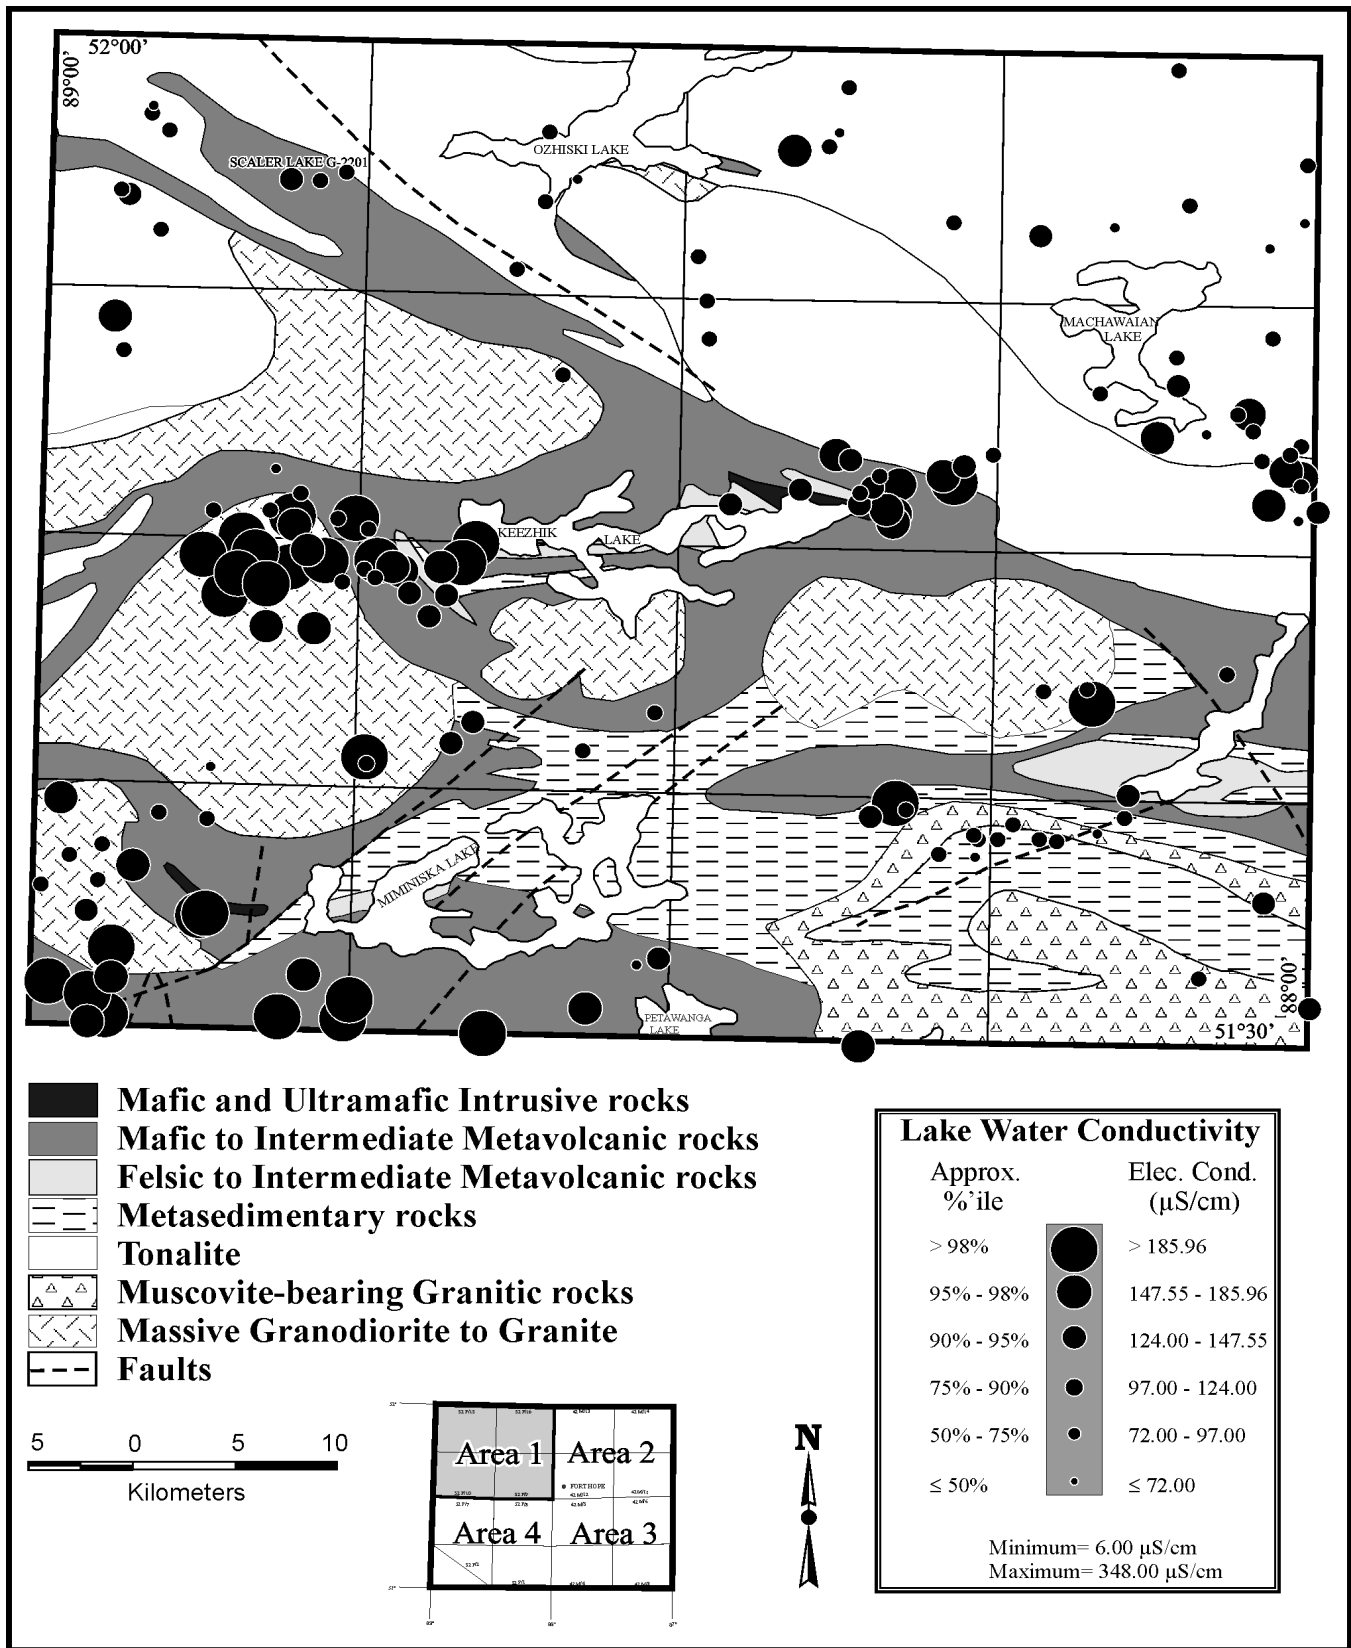 52°00’
89°00’
SCALER LAKE G-2201
OZHISKI LAKE
MACHAWAIAN
LAKE
KEEZHIK
LAKE
MIMINISKA LAKE
PETAWANGA
LAKE
88°00’
51°30’
Mafic and Ultramafic Intrusive rocks
Mafic to Intermediate Metavolcanic rocks
Felsic to Intermediate Metavolcanic rocks
Metasedimentary rocks
Tonalite
Muscovite-bearing Granitic rocks
Massive Granodiorite to Granite
Faults
5 0 5 10
Kilometers
Area 1
Area 2
FORT HOPE
Area 4
Area 3
N
Lake Water Conductivity
Approx. Elec. Cond.
%’ile (µS/cm)
> 98% > 185.96
95% - 98% 147.55 - 185.96
90% - 95% 124.00 - 147.55
75% - 90% 97.00 - 124.00
50% - 75% 72.00 - 97.00
≤ 50% ≤ 72.00
Minimum= 6.00 µS/cm
Maximum= 348.00 µS/cm